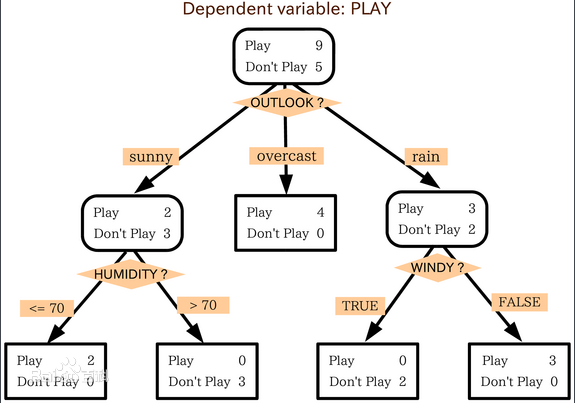 Dependent variable: PLAY
Play 9
Don't Play 5
OUTLOOK ?
sunny
overcast
rain
Play 2
Don't Play 3
Play 4
Don't Play 0
Play 3
Don't Play 2
HUMIDITY ?
WINDY ?
<= 70
> 70
TRUE
FALSE
Play 2
Don't Play 0
Play 0
Don't Play 3
Play 0
Don't Play 2
Play 3
Don't Play 0